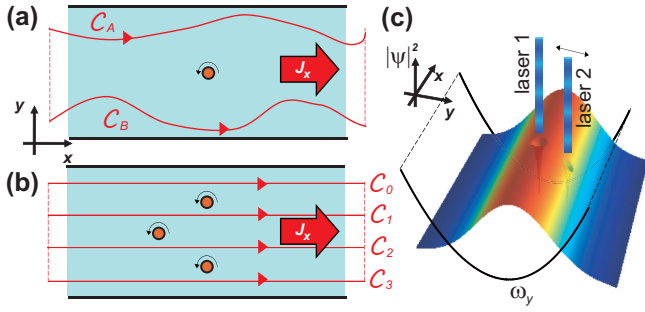 (a)
C_A
J_x
C_B
y
x
(b)
C_0
C_1
J_x
C_2
C_3
(c)
|ψ|²
x
y
laser 1
laser 2
ω_y